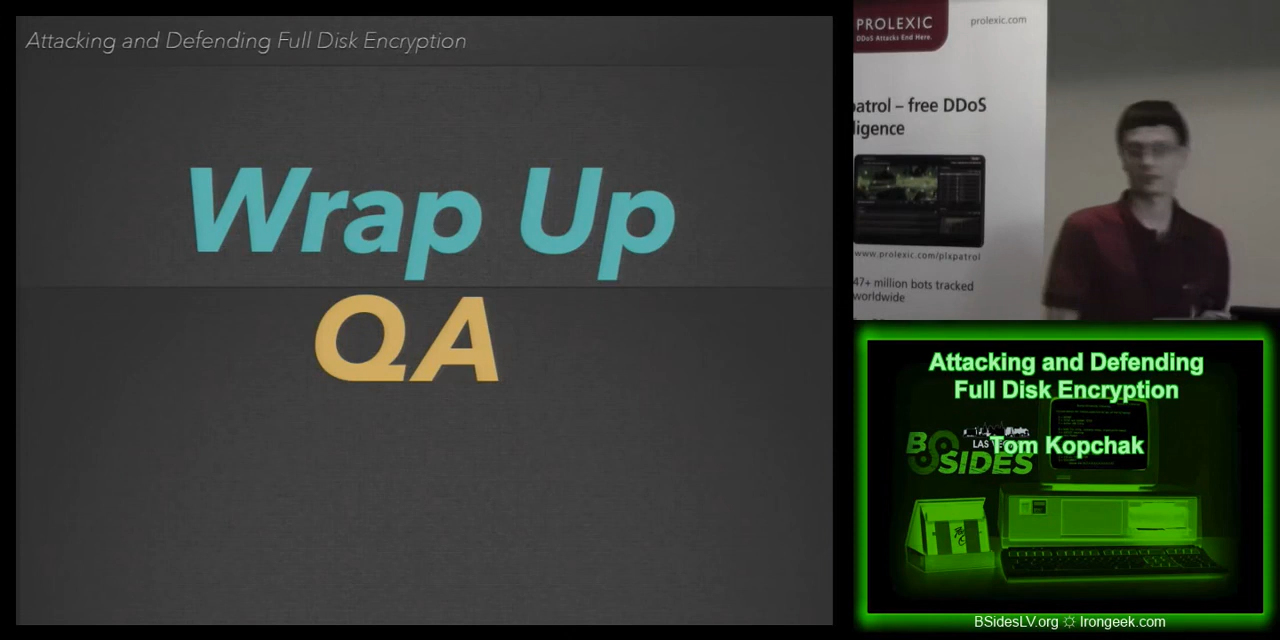 Attacking and Defending Full Disk Encryption
Wrap Up
QA
PROLEXIC
DDoS Attacks End Here.
prolexic.com
patrol – free DDoS
ligence
www.prolexic.com/plxpatrol
47+ million bots tracked
worldwide
Attacking and Defending
Full Disk Encryption
Tom Kopchak
BSIDES
LAS
BSidesLV.org ☼ Irongeek.com